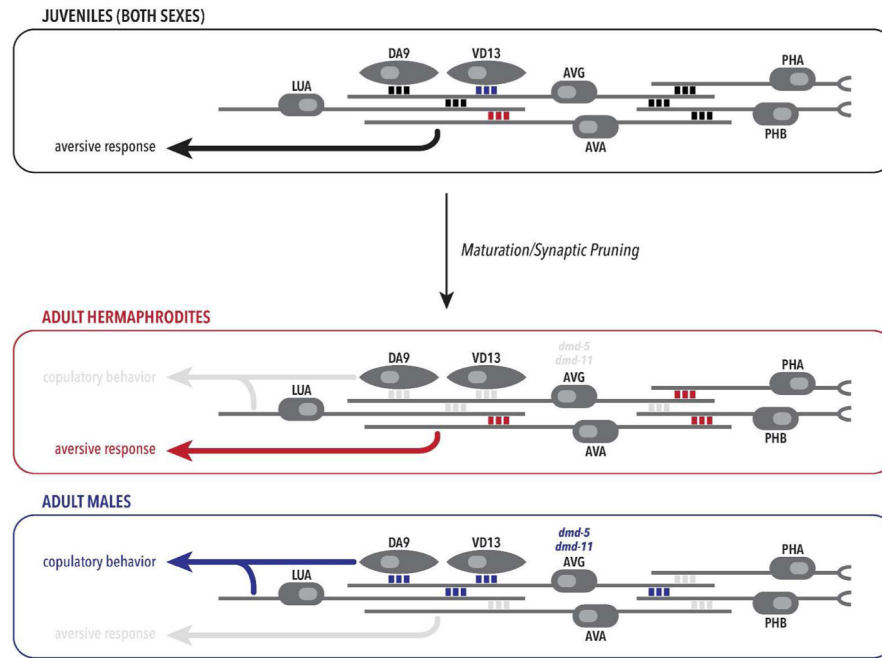 JUVENILES (BOTH SEXES)
DA9 VD13
LUA AVG PHA
aversive response
AVA PHB
Maturation/Synaptic Pruning
ADULT HERMAPHRODITES
dmd-5
dmd-11
copulatory behavior DA9 VD13 AVG PHA
LUA
aversive response
AVA PHB
ADULT MALES
dmd-5
dmd-11
copulatory behavior DA9 VD13 AVG PHA
LUA
aversive response
AVA PHB